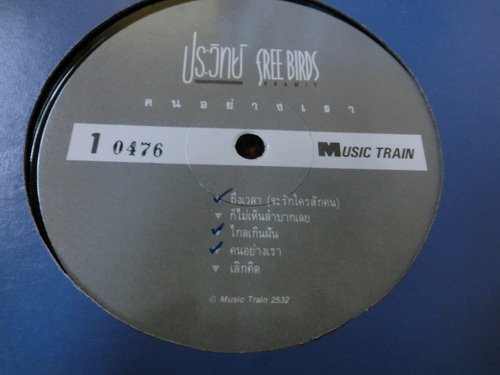 ประวิทย์ FREE BIRDS
PRAWIT
คนอย่างเรา
1 0476 MUSIC TRAIN
ถึงเวลา (จะรักใครสักคน)
ก็ไม่เห็นลำบากเลย
ไกลเกินฝัน
คนอย่างเรา
เลิกคิด
© Music Train 2532